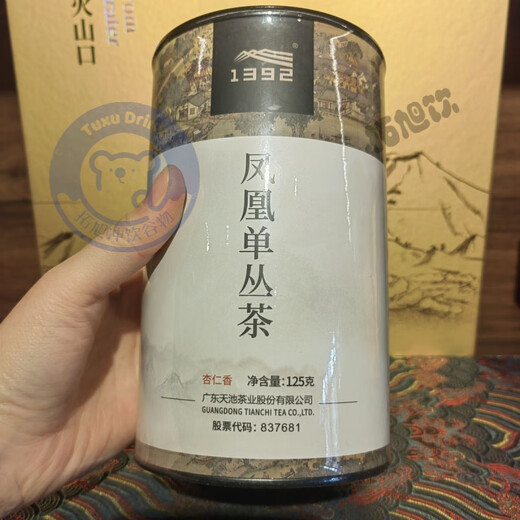 火山口
1392
凤凰单丛茶
杏仁香 净含量:125克
广东天池茶业股份有限公司
GUANGDONG TIANCHI TEA CO.,LTD.
股票代码: 837681
Tuxu Drin
旭饮